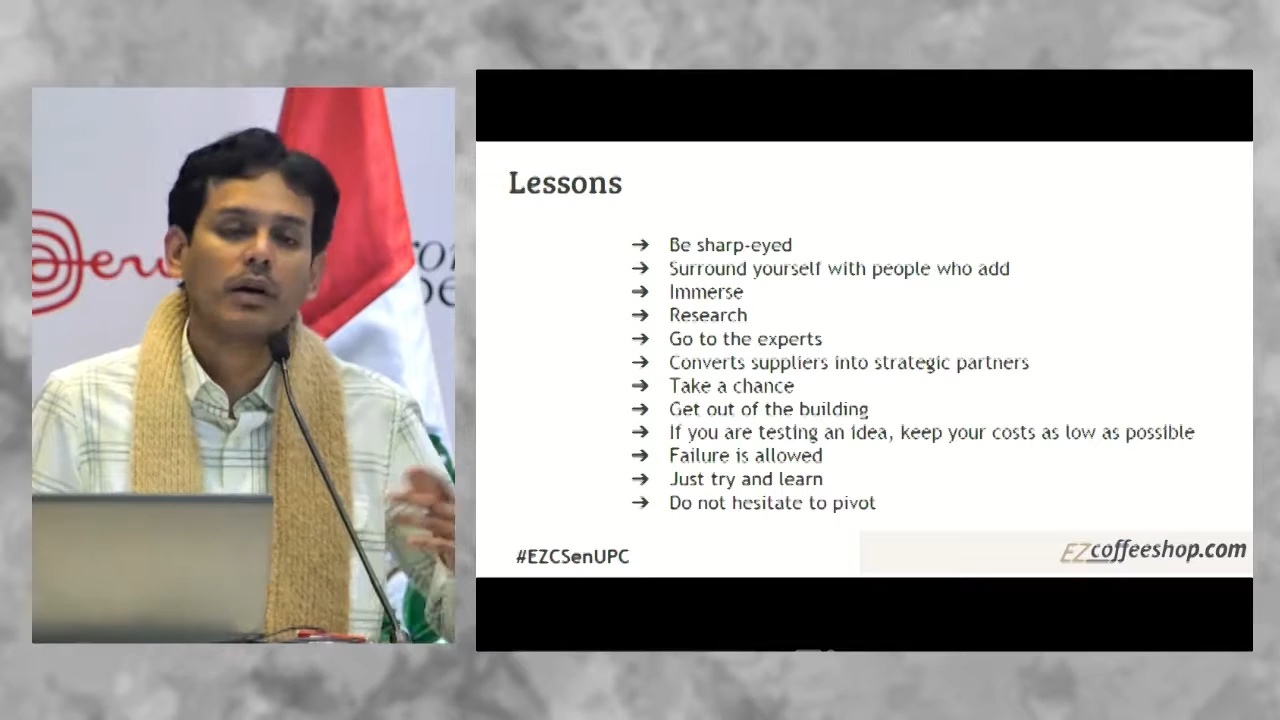 Perú
Lessons
➔ Be sharp-eyed
➔ Surround yourself with people who add
➔ Immerse
➔ Research
➔ Go to the experts
➔ Converts suppliers into strategic partners
➔ Take a chance
➔ Get out of the building
➔ If you are testing an idea, keep your costs as low as possible
➔ Failure is allowed
➔ Just try and learn
➔ Do not hesitate to pivot
#EZCSenUPC
EZcoffeeshop.com